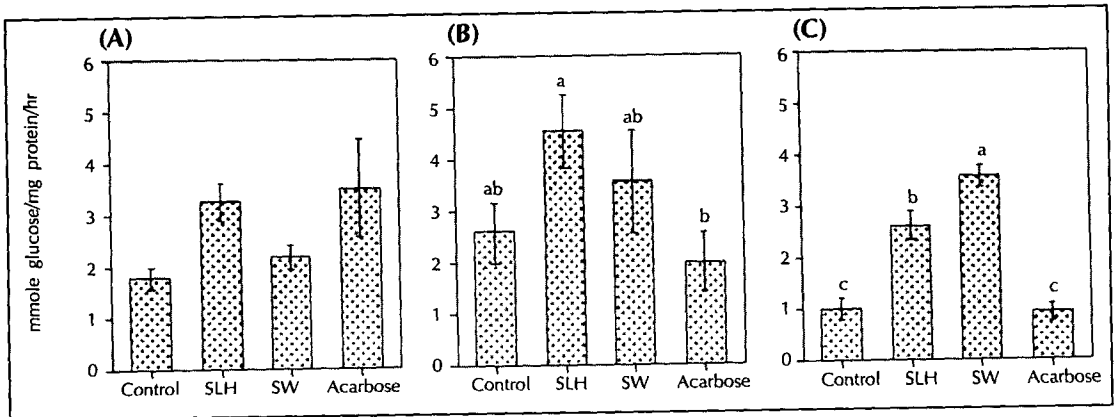 (A)
(B)
(C)
mmole glucose/mg protein/hr
6
5
4
3
2
1
0
Control SLH SW Acarbose
6
5
4
3
2
1
0
ab
a
ab
b
Control SLH SW Acarbose
6
5
4
3
2
1
0
c
b
a
c
Control SLH SW Acarbose